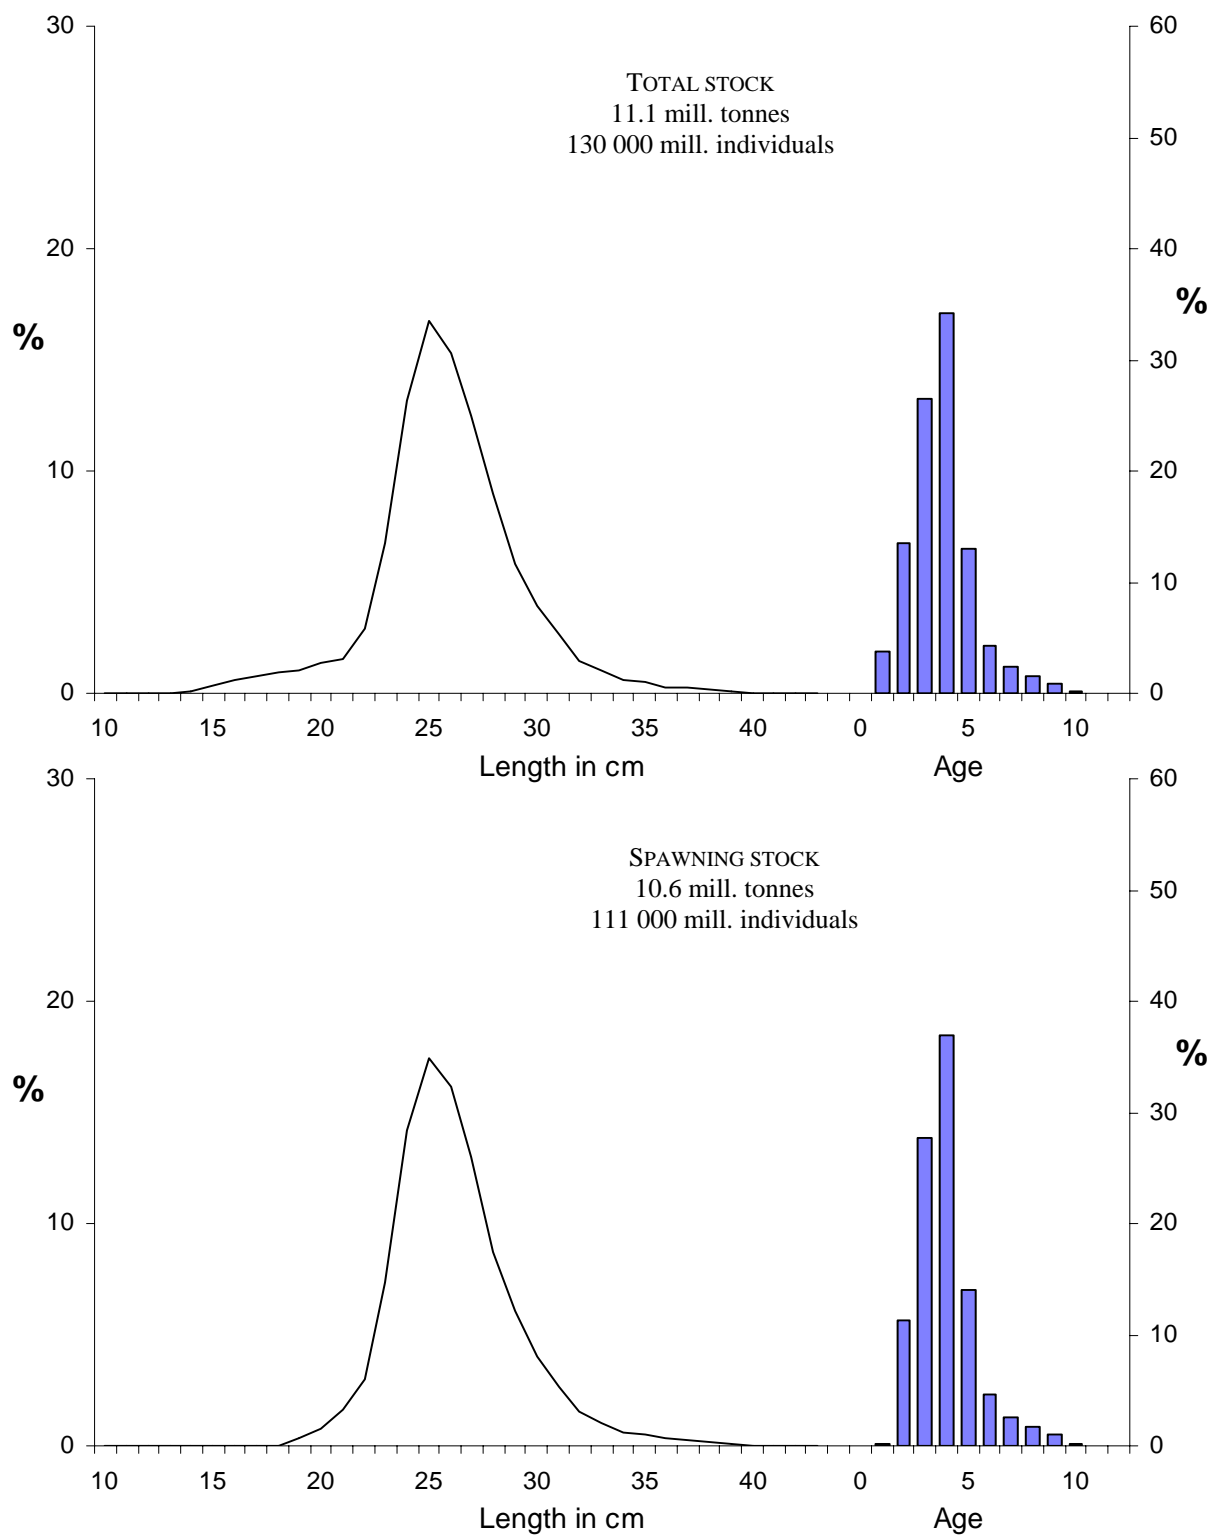 30
60
TOTAL STOCK
11.1 mill. tonnes
130 000 mill. individuals
50
20
40
%
%
30
10
20
10
0
0
10 15 20 25 30 35 40 0 5 10
Length in cm
Age
30
60
SPAWNING STOCK
10.6 mill. tonnes
111 000 mill. individuals
50
20
40
%
%
30
10
20
10
0
0
10 15 20 25 30 35 40 0 5 10
Length in cm
Age